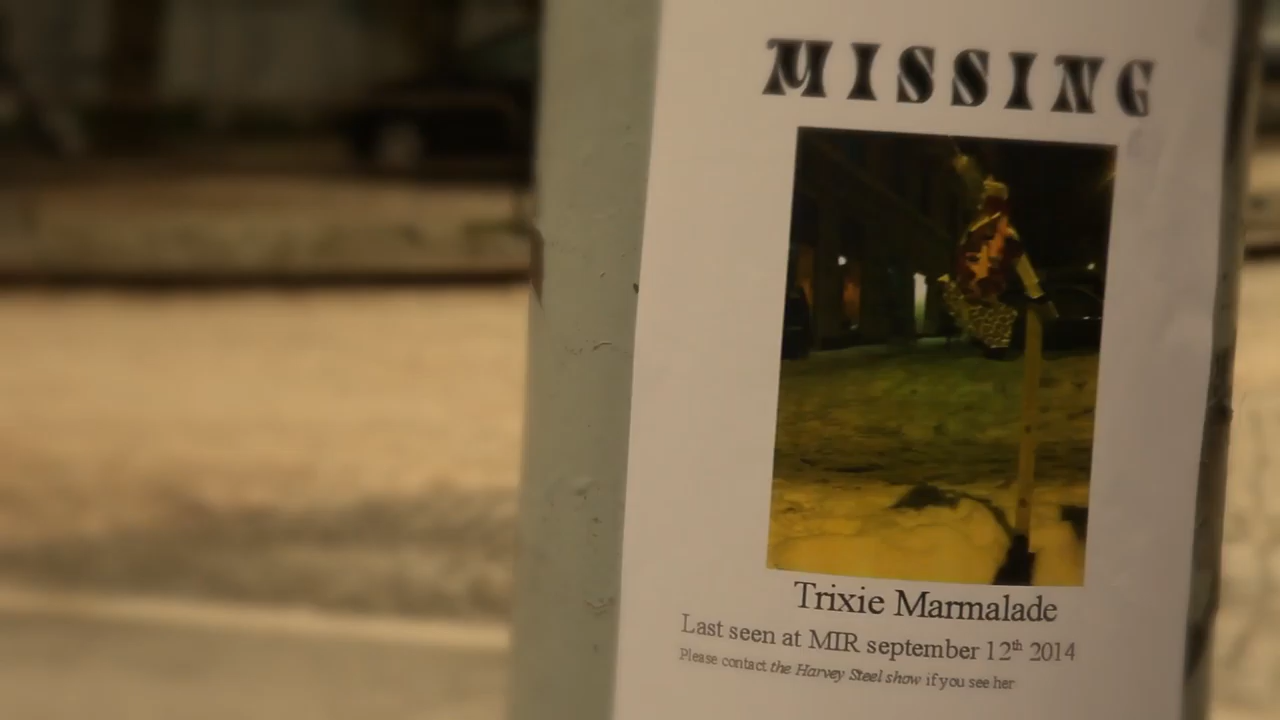 MISSING
Trixie Marmalade
Last seen at MIR september 12th 2014
Please contact the Harvey Steel show if you see her